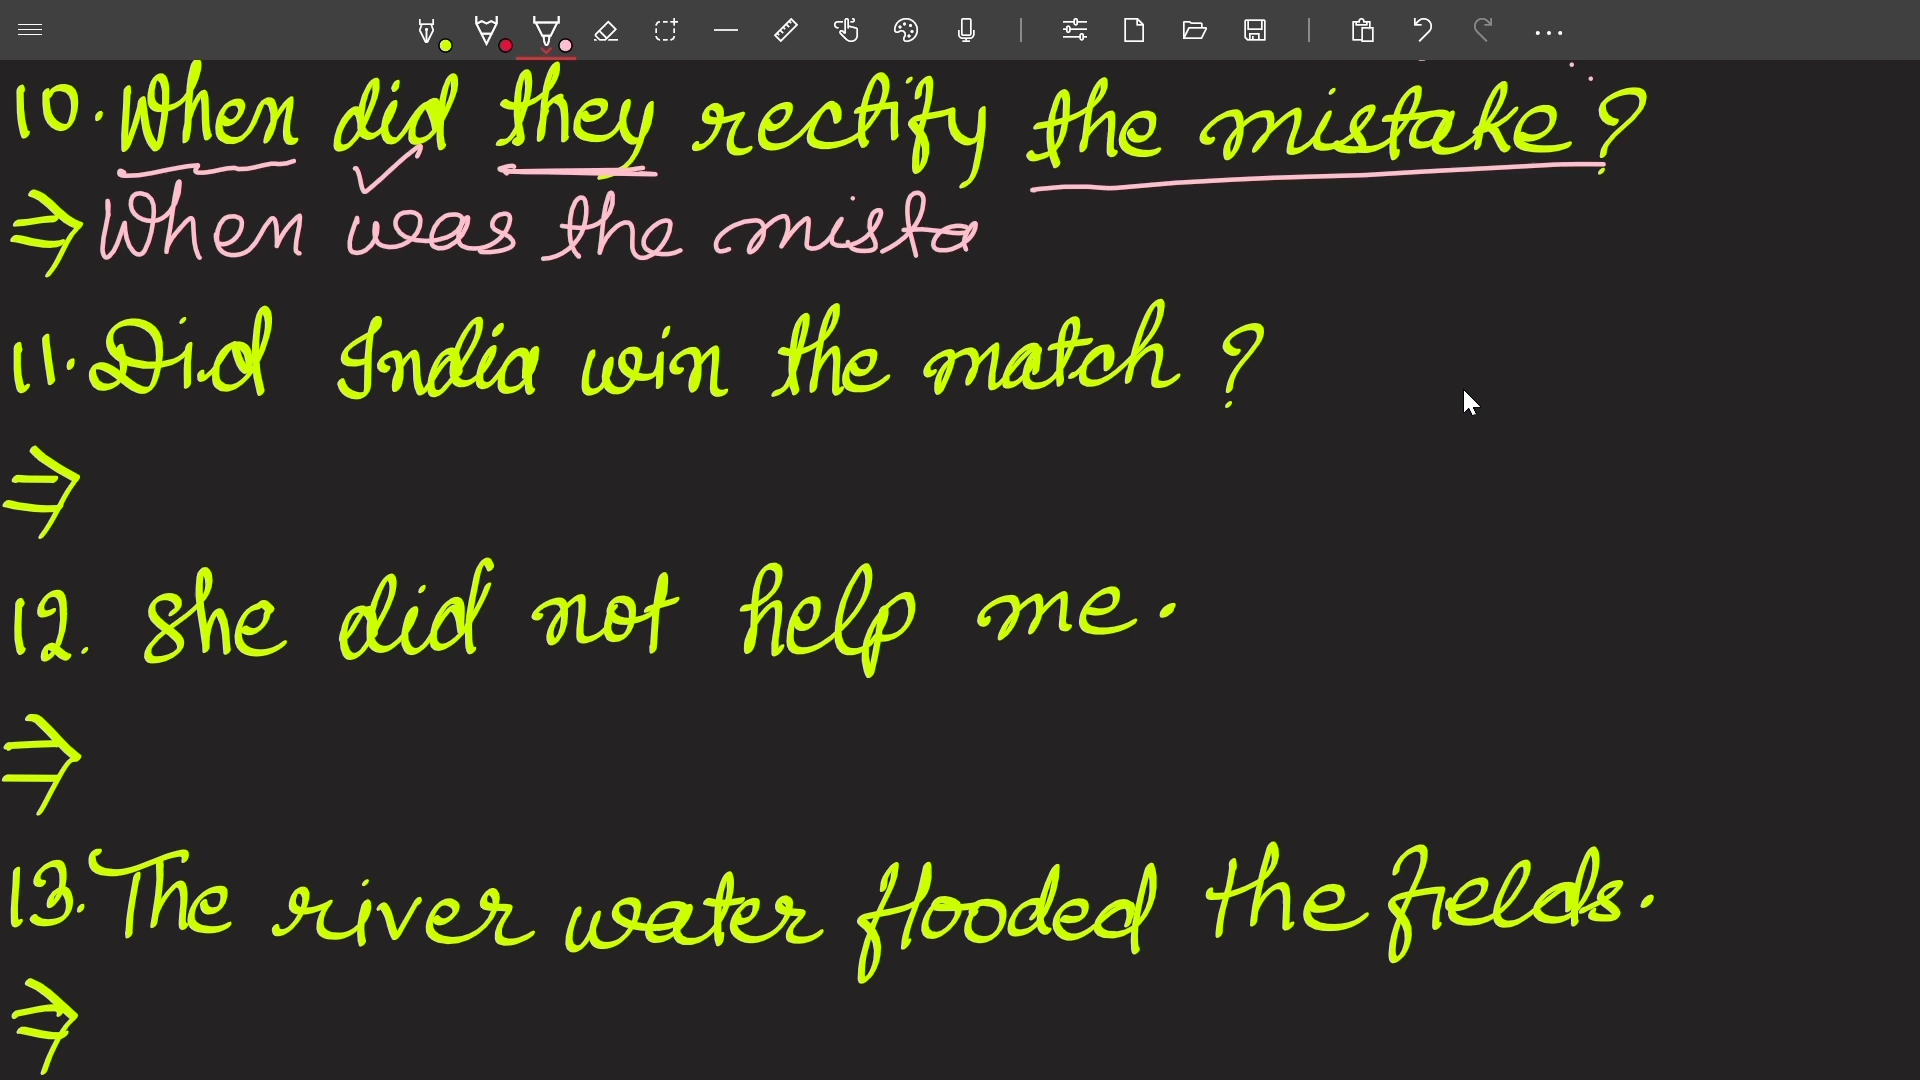 10. When did they rectify the mistake?
⇒ When was the mista
11. Did India win the match ?
⇒
12. She did not help me.
⇒
13. The river water flooded the fields.
⇒